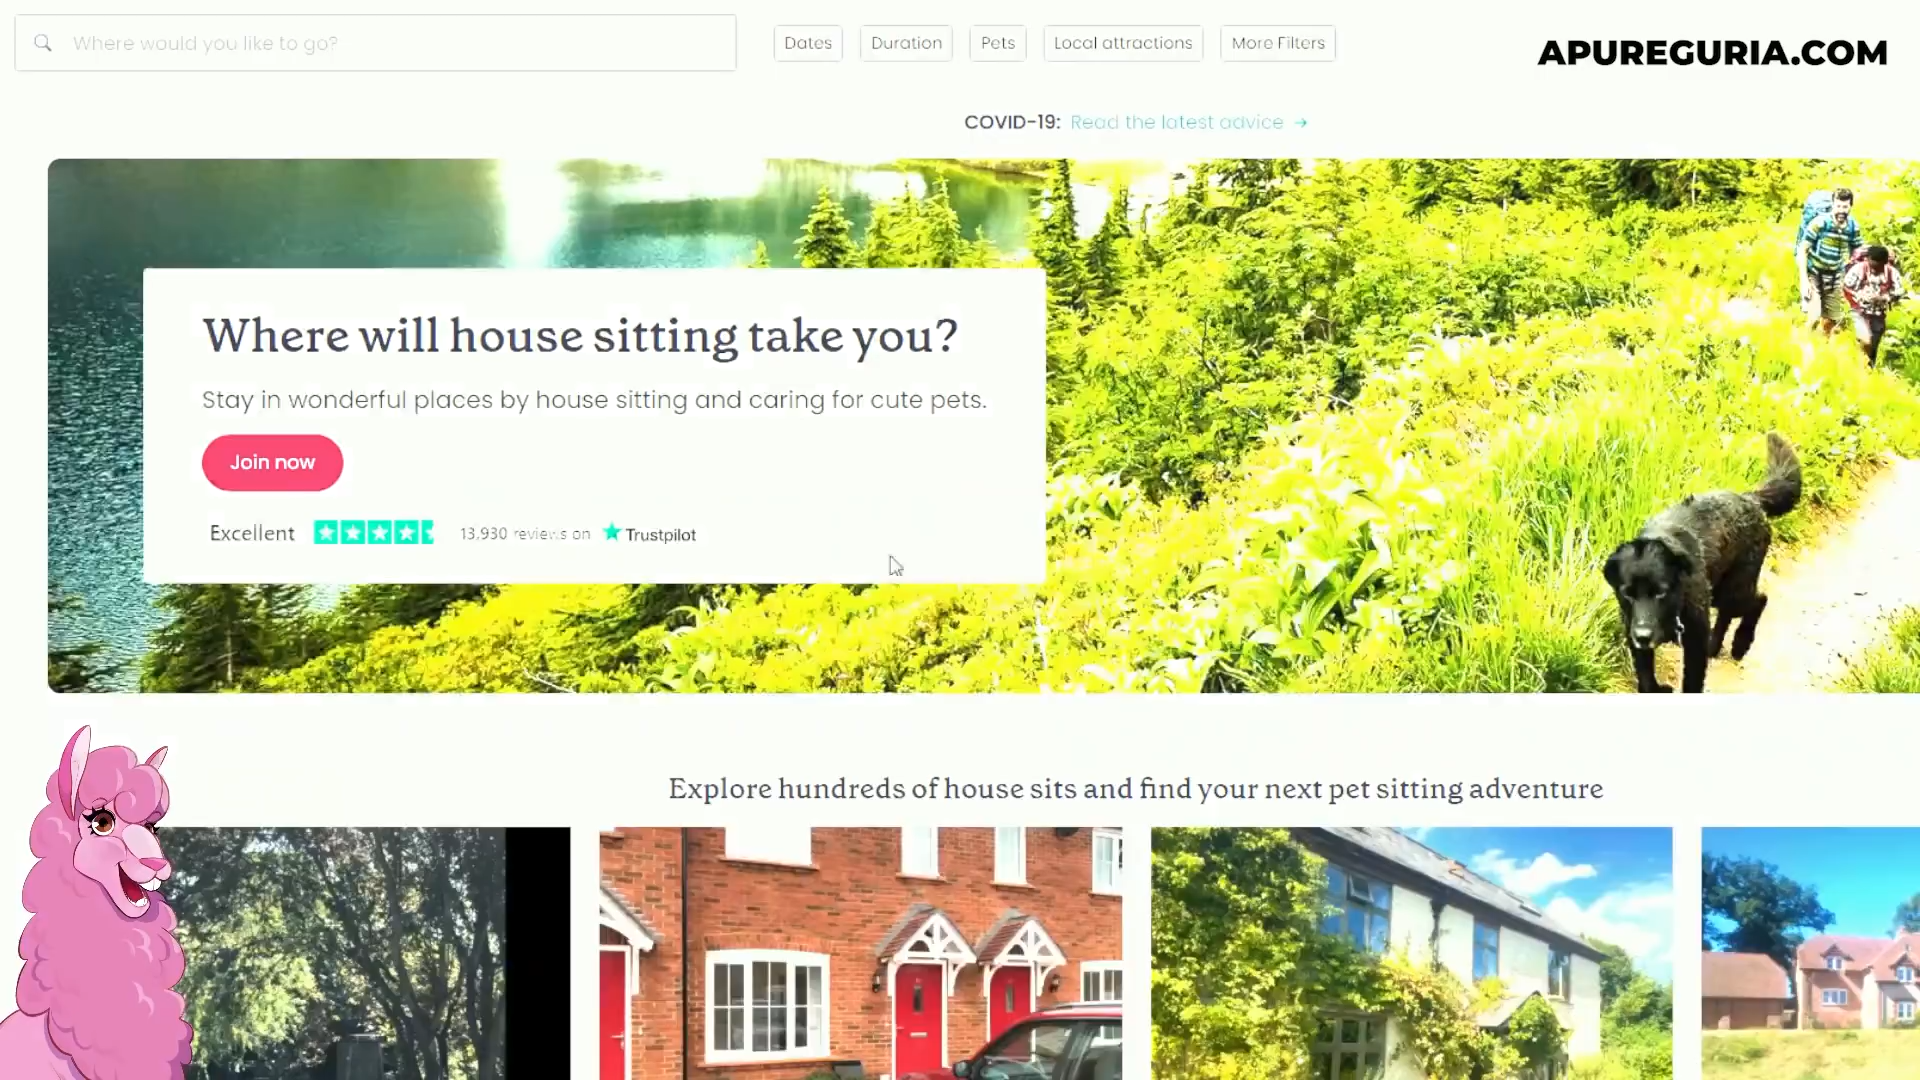 Where would you like to go?
Dates
Duration
Pets
Local attractions
More Filters
APUREGURIA.COM
COVID-19: Read the latest advice →
Where will house sitting take you?
Stay in wonderful places by house sitting and caring for cute pets.
Join now
Excellent
13,930 reviews on Trustpilot
Explore hundreds of house sits and find your next pet sitting adventure